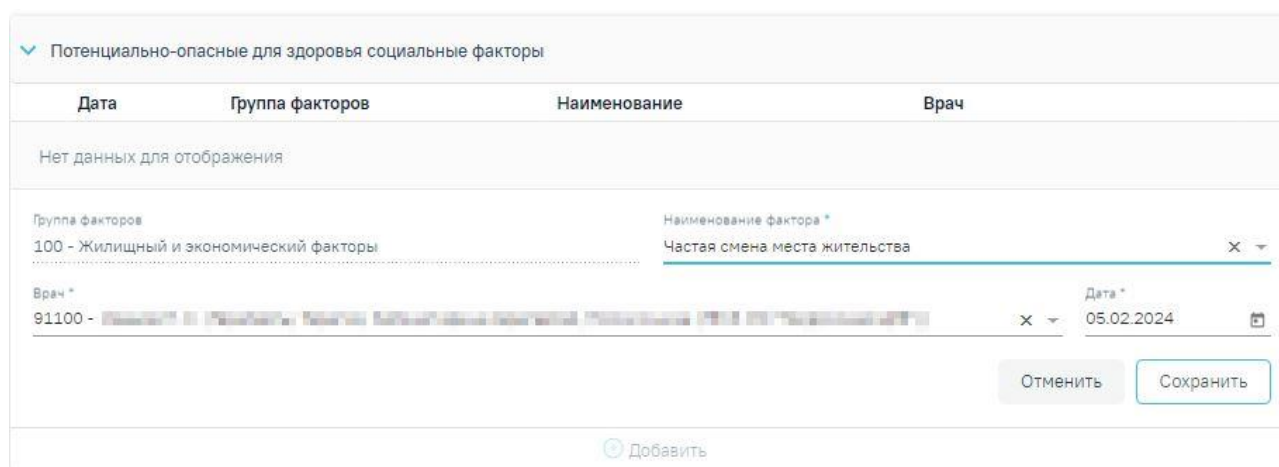 Потенциально-опасные для здоровья социальные факторы
Дата Группа факторов Наименование Врач
Нет данных для отображения
Группа факторов Наименование фактора *
100 - Жилищный и экономический факторы Частая смена места жительства
Врач * Дата *
91100 - 05.02.2024
Отменить Сохранить
Добавить